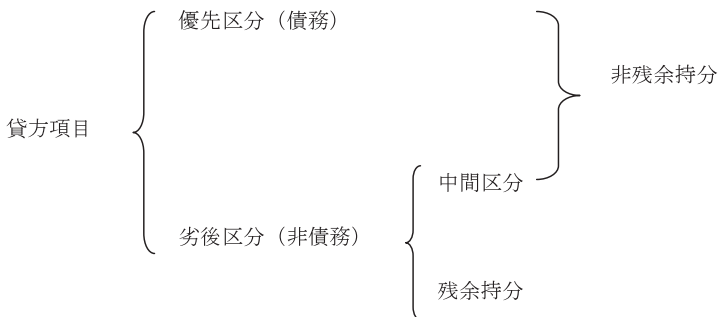 優先区分（債務）
非残余持分
貸方項目
中間区分
劣後区分（非債務）
残余持分